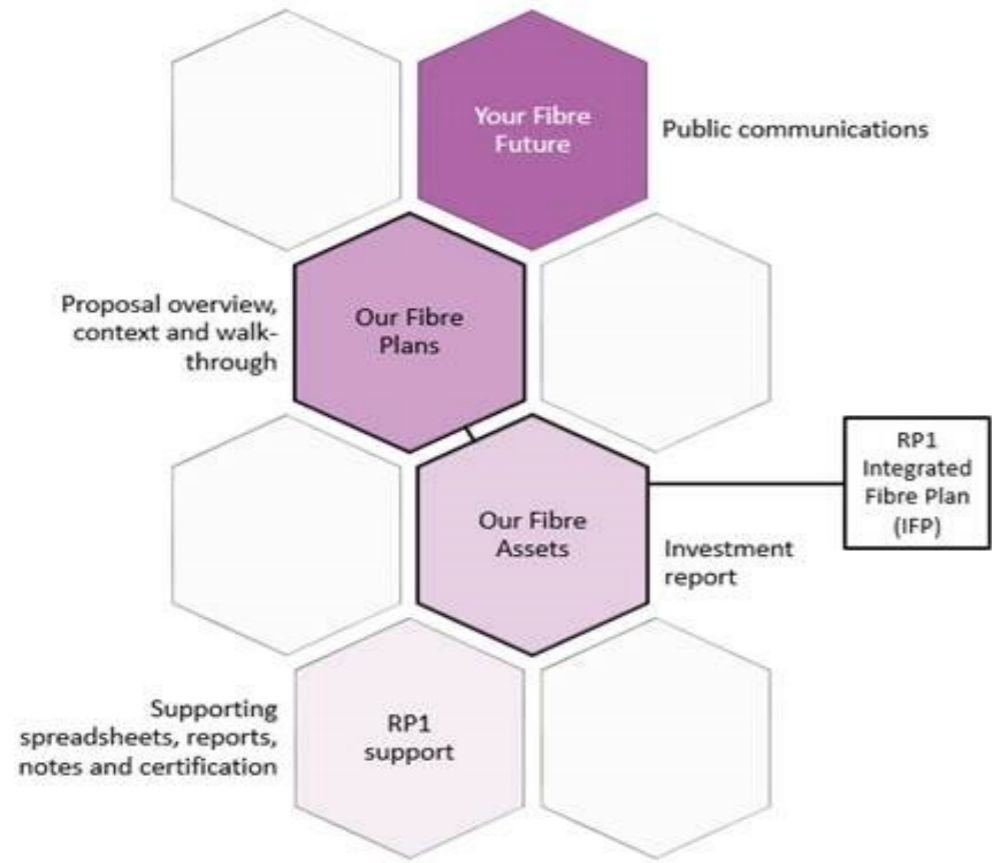 Your Fibre
Future
Public communications
Proposal overview,
context and walk-
through
Our Fibre
Plans
RP1
Integrated
Fibre Plan
(IFP)
Our Fibre
Assets
Investment
report
Supporting
spreadsheets, reports,
notes and certification
RP1
support